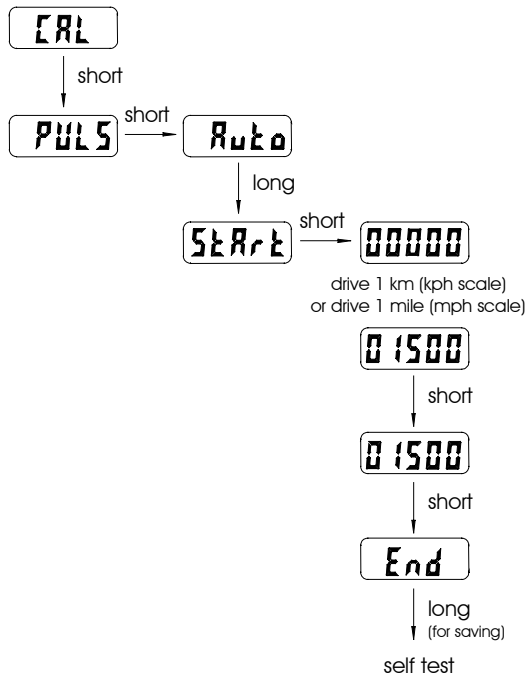 CAL
short
PULS
short
Auto
long
StArt
short
00000
drive 1 km (kph scale)
or drive 1 mile (mph scale)
01500
short
01500
short
End
long
(for saving)
self test